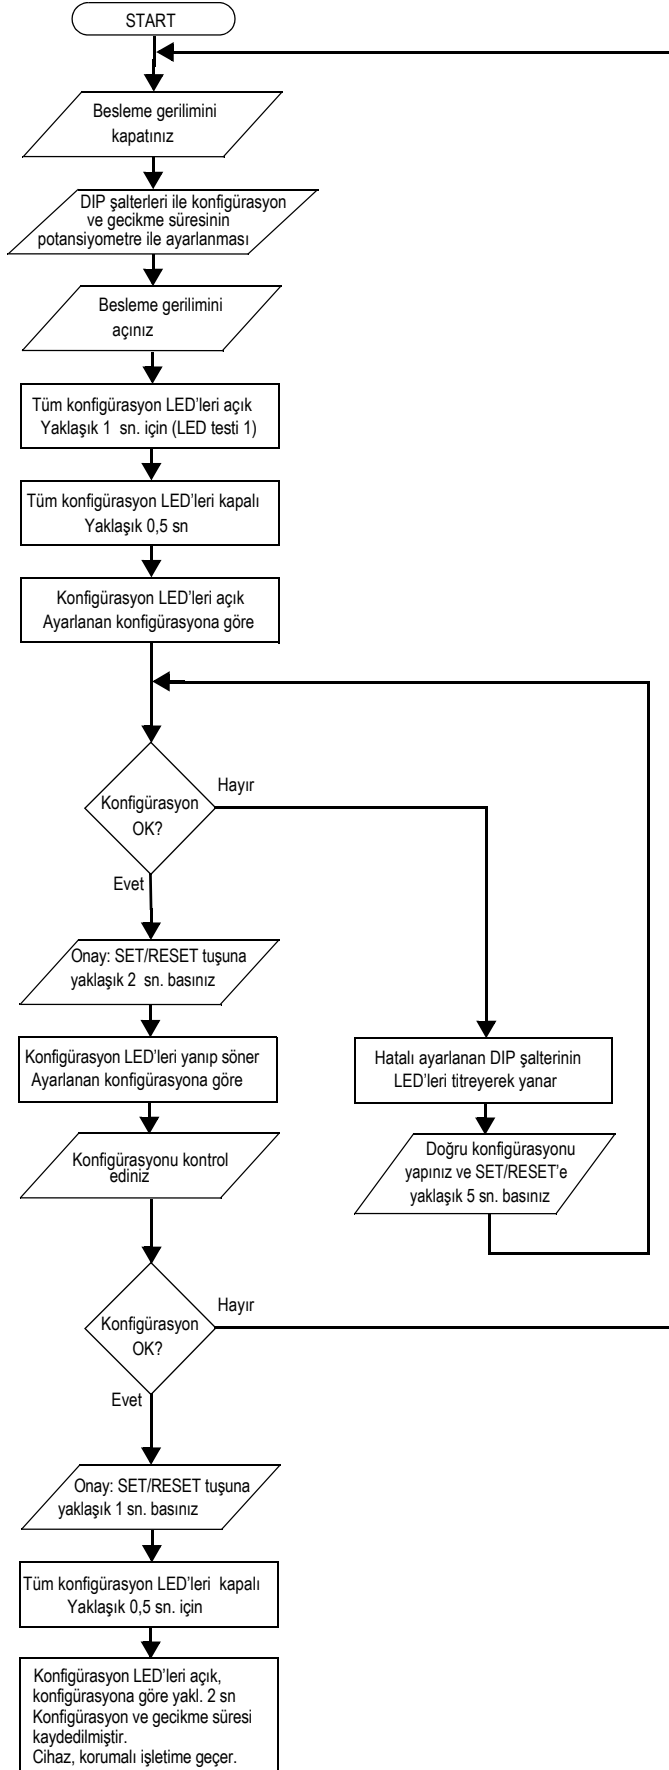 START
Besleme gerilimini
kapatınız
DIP şalterleri ile konfigürasyon
ve gecikme süresinin
potansiyometre ile ayarlanması
Besleme gerilimini
açınız
Tüm konfigürasyon LED'leri açık
Yaklaşık 1 sn. için (LED testi 1)
Tüm konfigürasyon LED'leri kapalı
Yaklaşık 0,5 sn
Konfigürasyon LED'leri açık
Ayarlanan konfigürasyona göre
Hayır
Konfigürasyon
OK?
Evet
Onay: SET/RESET tuşuna
yaklaşık 2 sn. basınız
Konfigürasyon LED'leri yanıp söner
Ayarlanan konfigürasyona göre
Hatalı ayarlanan DIP şalterinin
LED'leri titreyerek yanar
Konfigürasyonu kontrol
ediniz
Doğru konfigürasyonu
yapınız ve SET/RESET'e
yaklaşık 5 sn. basınız
Hayır
Konfigürasyon
OK?
Evet
Onay: SET/RESET tuşuna
yaklaşık 1 sn. basınız
Tüm konfigürasyon LED'leri kapalı
Yaklaşık 0,5 sn. için
Konfigürasyon LED'leri açık,
konfigürasyona göre yakl. 2 sn
Konfigürasyon ve gecikme süresi
kaydedilmiştir.
Cihaz, korumalı işletime geçer.